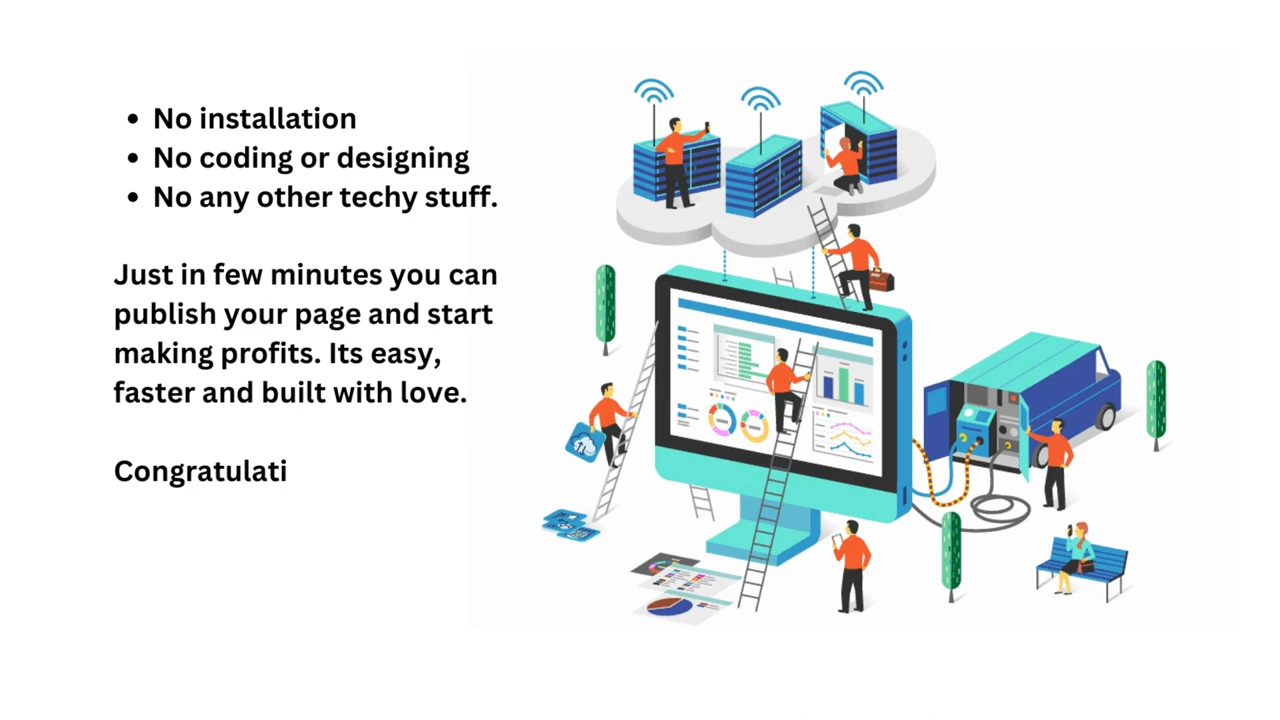 • No installation
• No coding or designing
• No any other techy stuff.
Just in few minutes you can
publish your page and start
making profits. Its easy,
faster and built with love.
Congratulati